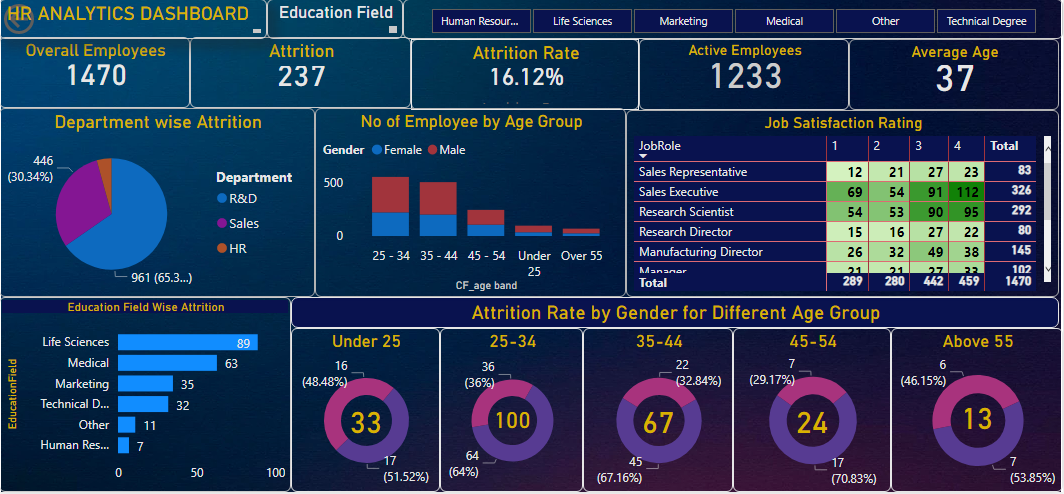 HR ANALYTICS DASHBOARD
Education Field
Human Resour...
Life Sciences
Marketing
Medical
Other
Technical Degree
Overall Employees
1470
Attrition
237
Attrition Rate
16.12%
Active Employees
1233
Average Age
37
Department wise Attrition
446
(30.34%)
961 (65.3...)
Department
R&D
Sales
HR
No of Employee by Age Group
Gender Female Male
500
0
25 - 34
35 - 44
45 - 54
Under
25
Over 55
CF_age band
Job Satisfaction Rating
JobRole 1 2 3 4 Total
Sales Representative 12 21 27 23 83
Sales Executive 69 54 91 112 326
Research Scientist 54 53 90 95 292
Research Director 15 16 27 22 80
Manufacturing Director 26 32 49 38 145
Manager 21 21 27 33 102
Total 289 280 442 459 1470
Education Field Wise Attrition
EducationField
Life Sciences 89
Medical 63
Marketing 35
Technical D... 32
Other 11
Human Res... 7
0 50 100
Attrition Rate by Gender for Different Age Group
Under 25
16
(48.48%)
33
17
(51.52%)
25-34
36
(36%)
100
64
(64%)
35-44
22
(32.84%)
67
45
(67.16%)
45-54
7
(29.17%)
24
17
(70.83%)
Above 55
6
(46.15%)
13
7
(53.85%)